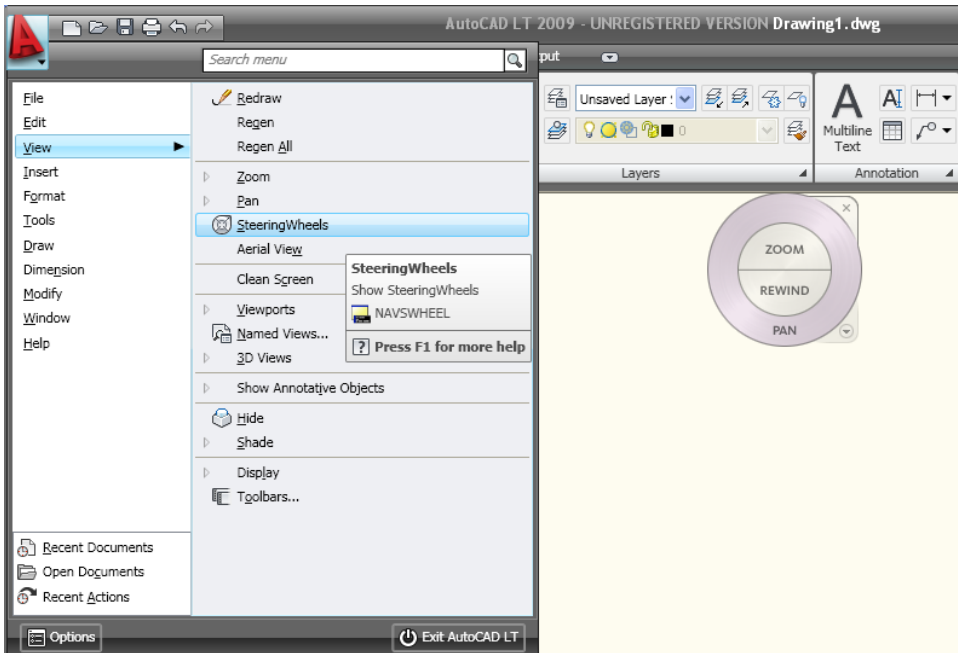 AutoCAD LT 2009 - UNREGISTERED VERSION Drawing1.dwg
Search menu
put
File
Edit
View
Insert
Format
Tools
Draw
Dimension
Modify
Window
Help
Redraw
Regen
Regen All
Zoom
Pan
SteeringWheels
Aerial View
Clean Screen
Viewports
Named Views...
3D Views
Show Annotative Objects
Hide
Shade
Display
Toolbars...
SteeringWheels
Show SteeringWheels
NAVSWHEEL
? Press F1 for more help
Unsaved Layer
0
Layers
A
AI
Multiline
Text
Annotation
ZOOM
REWIND
PAN
Recent Documents
Open Documents
Recent Actions
Options
Exit AutoCAD LT